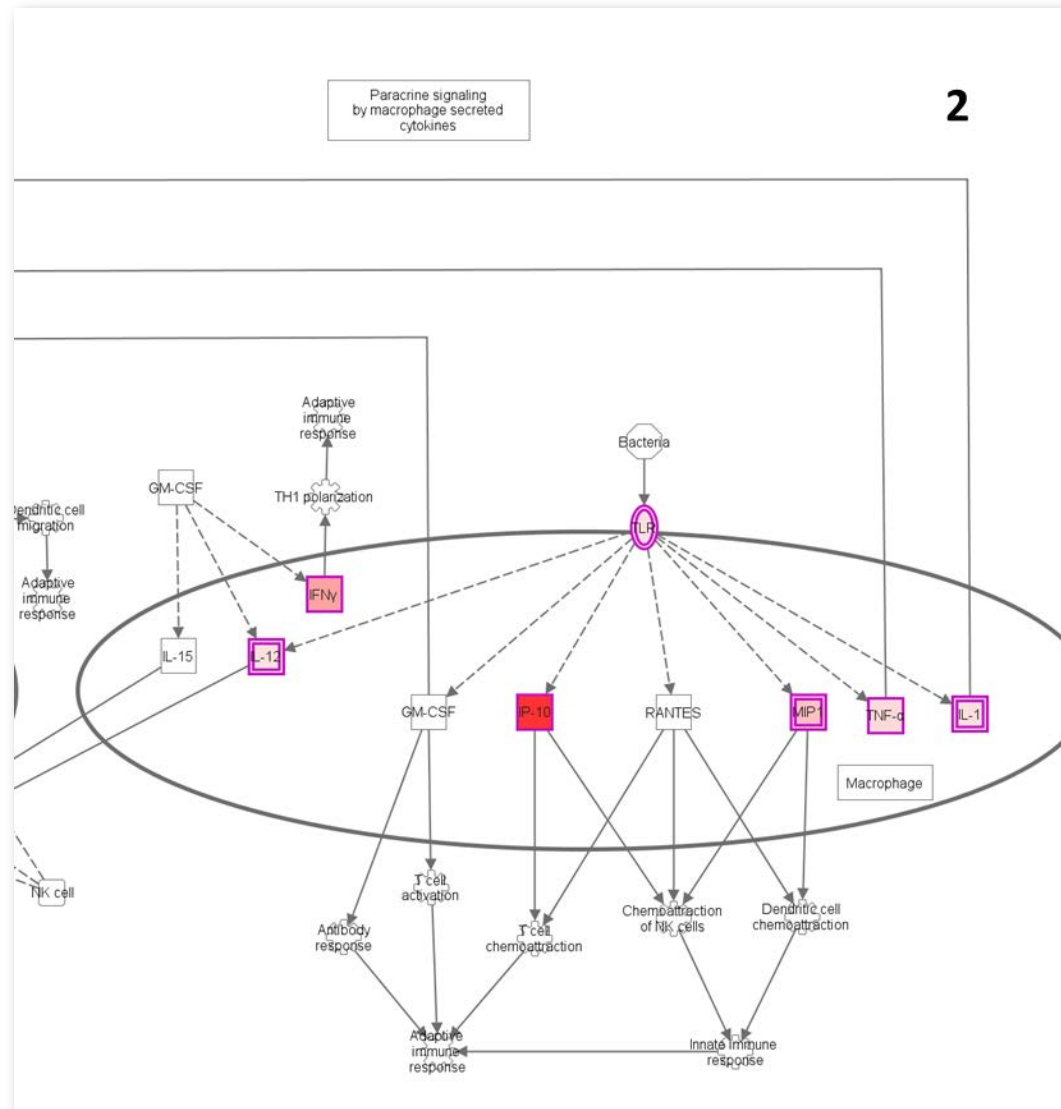 Paracrine signaling
by macrophage secreted
cytokines
2
Adaptive
immune
response
Bacteria
GM-CSF
TH1 polarization
Dendritic cell
migration
TLR
Adaptive
immune
response
IFNγ
IL-15
IL-12
GM-CSF
IP-10
RANTES
MIP1
TNF-α
IL-1
Macrophage
NK cell
T cell
activation
Antibody
response
T cell
chemoattraction
Chemoattraction
of NK cells
Dendritic cell
chemoattraction
Adaptive
immune
response
Innate immune
response